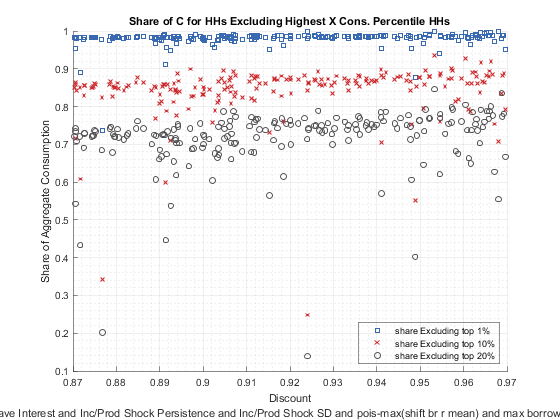 Share of C for HHs Excluding Highest X Cons. Percentile HHs
Share of Aggregate Consumption
1
0.9
0.8
0.7
0.6
0.5
0.4
0.3
0.2
0.1
share Excluding top 1%
share Excluding top 10%
share Excluding top 20%
0.87 0.88 0.89 0.9 0.91 0.92 0.93 0.94 0.95 0.96 0.97
Discount
ave Interest and Inc/Prod Shock Persistence and Inc/Prod Shock SD and pois-max(shift br r mean) and max borrow